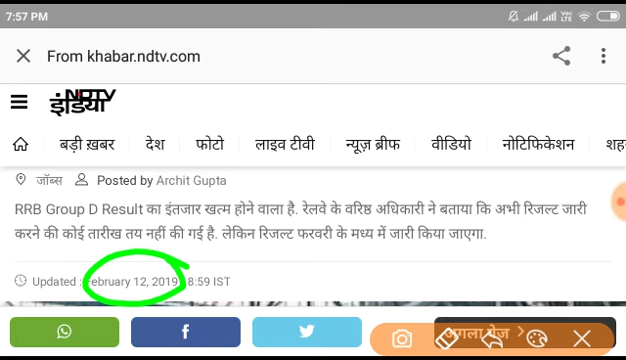 7:57 PM
From khabar.ndtv.com
NDTV
इंडिया
बड़ी ख़बर देश फोटो लाइव टीवी न्यूज़ ब्रीफ वीडियो नोटिफिकेशन शह
जॉब्स Posted by Archit Gupta
RRB Group D Result का इंतजार खत्म होने वाला है. रेलवे के वरिष्ठ अधिकारी ने बताया कि अभी रिजल्ट जारी
करने की कोई तारीख तय नहीं की गई है. लेकिन रिजल्ट फरवरी के मध्य में जारी किया जाएगा.
Updated : February 12, 2019 8:59 IST